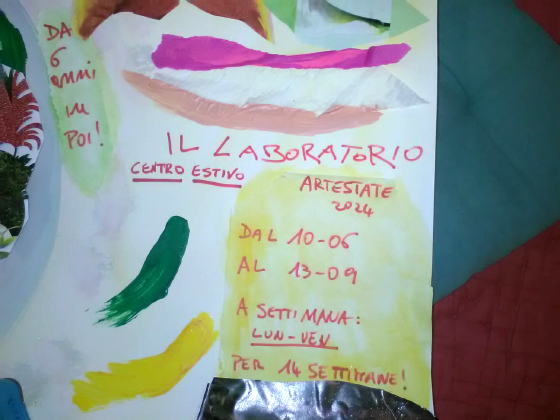 DA
6
ANNI
IN
POI!
IL LABORATORIO
CENTRO ESTIVO
ARTESTATE
2024
DAL 10-06
AL 13-09
A SETTIMANA:
LUN-VEN
PER 14 SETTIMANE!